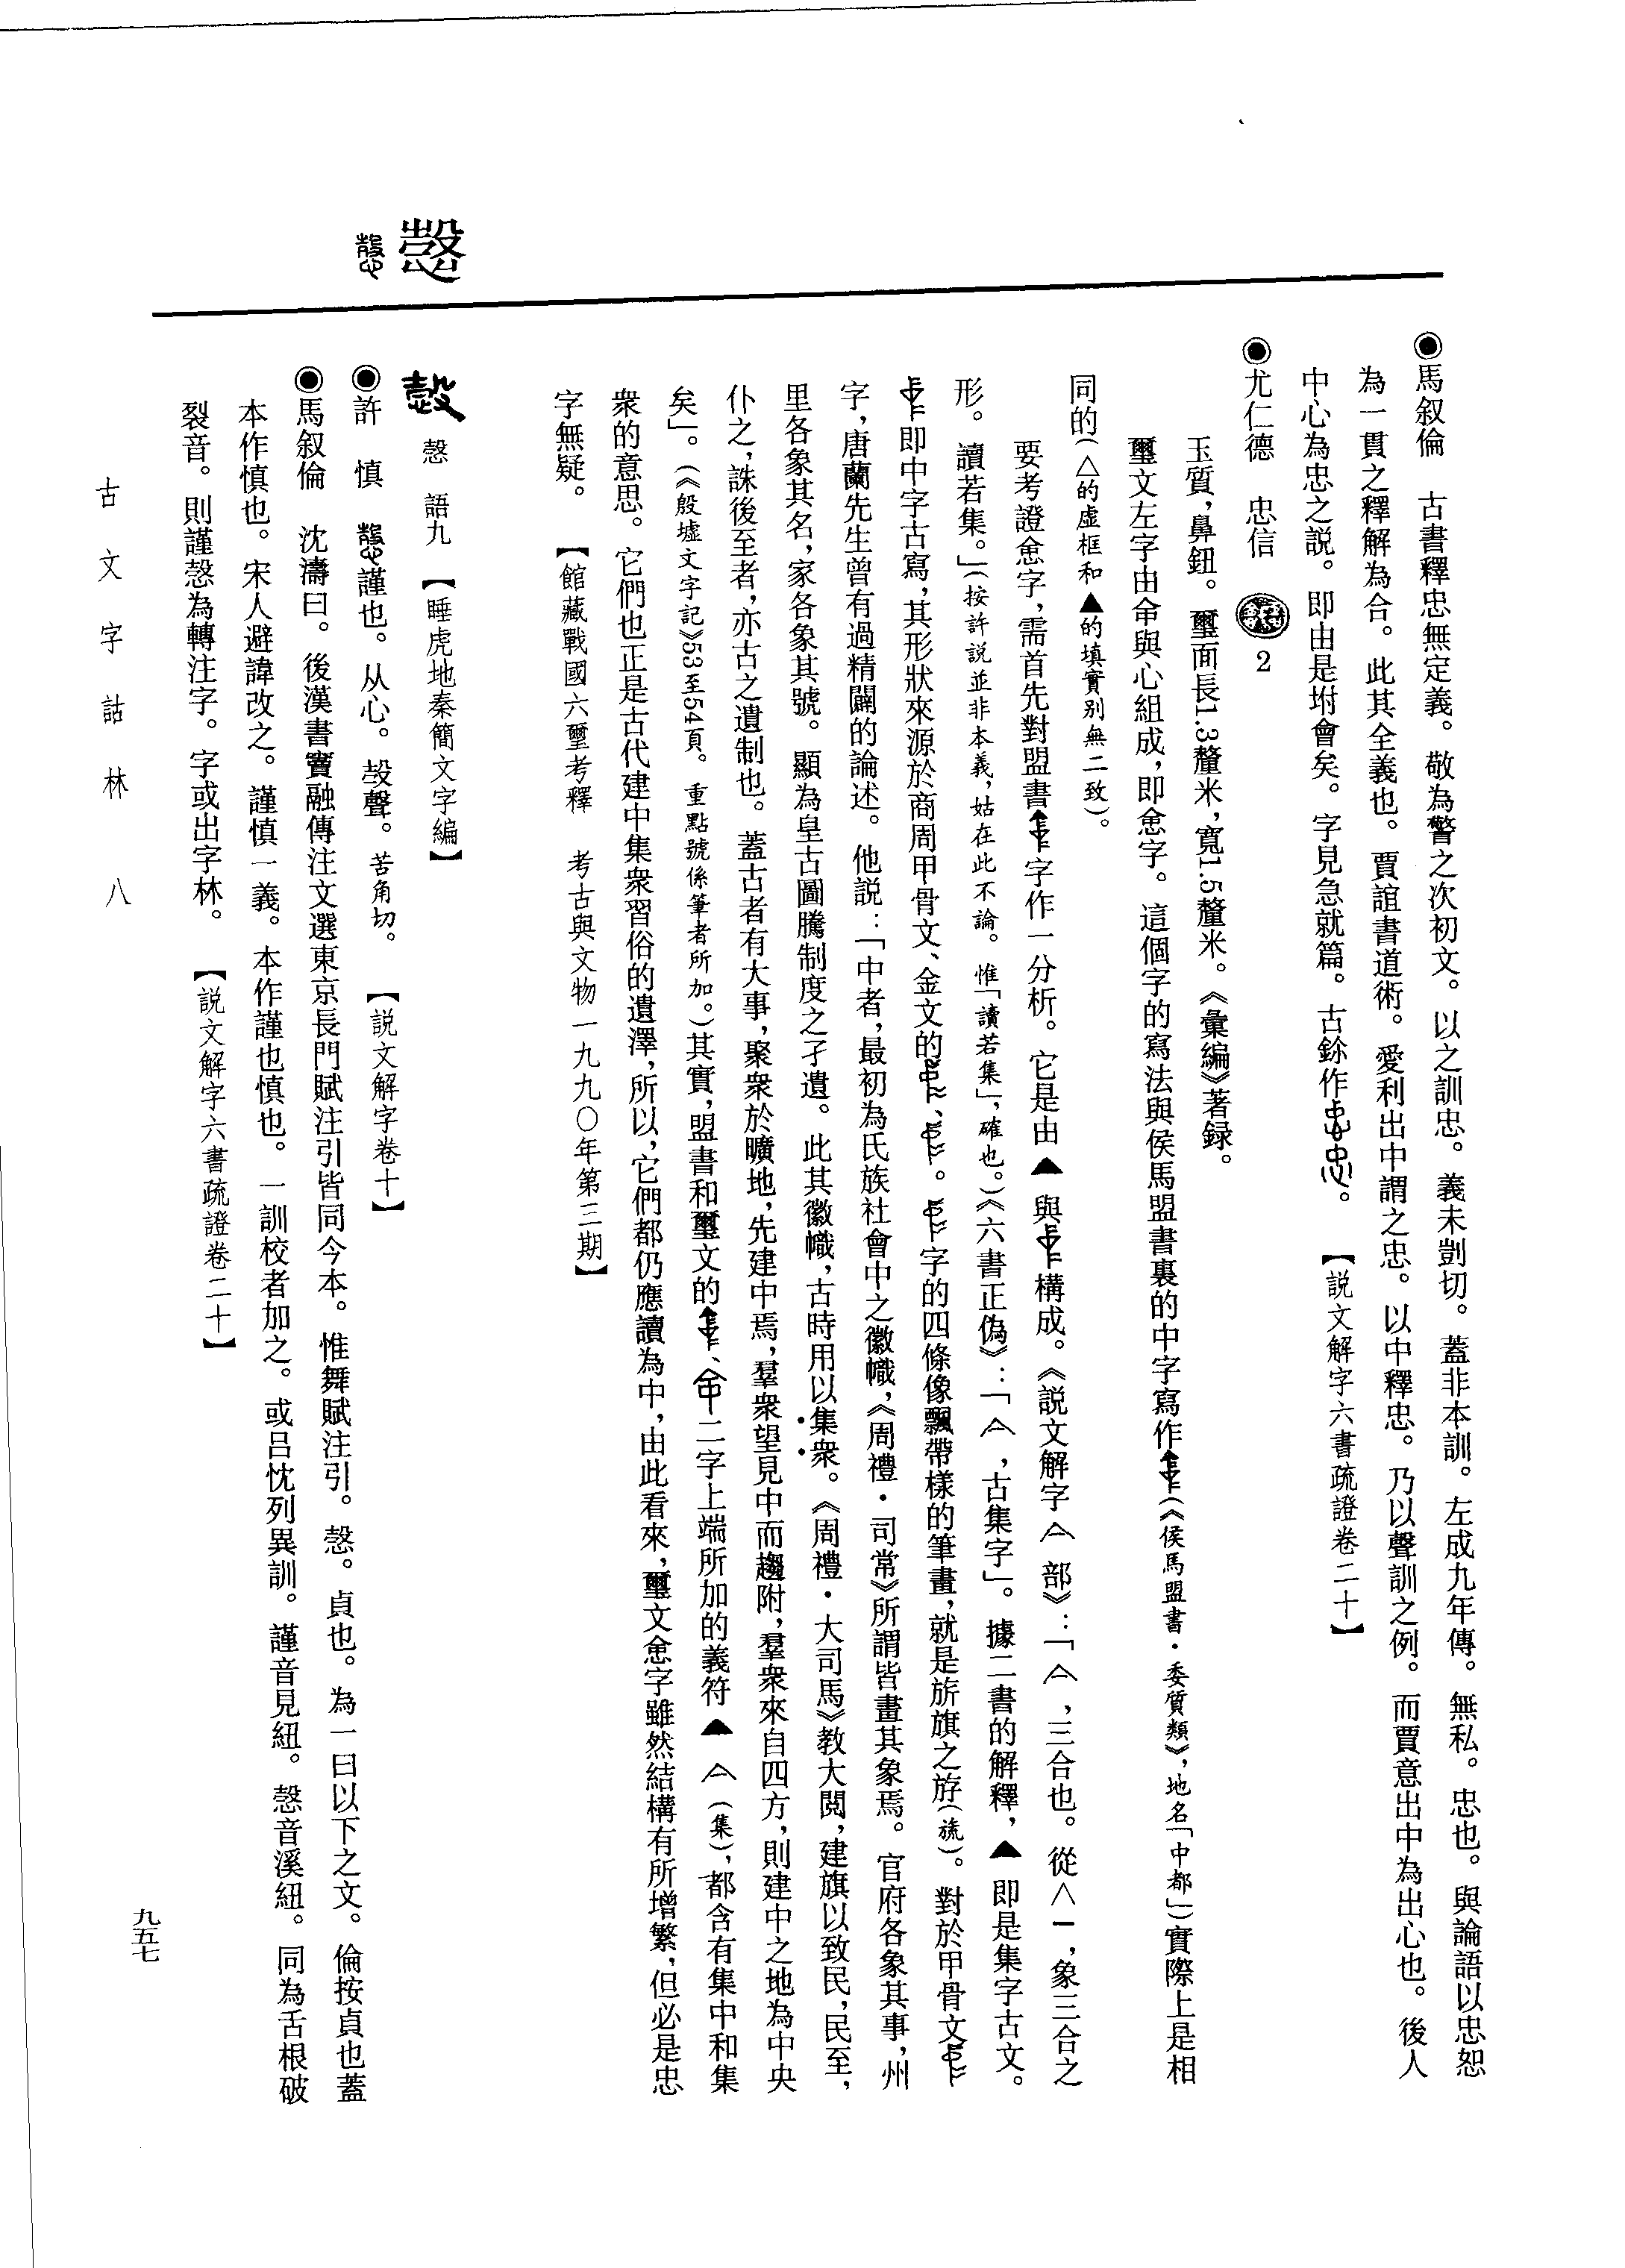 ●馬叙倫　古書釋忠無定義。敬為警之次初文。以之訓忠。義未剴切。蓋非本訓。左成九年傳。無私。忠也。與論語以忠恕
為一貫之釋解為合。此其全義也。賈誼書道術。愛利出中謂之忠。以中釋忠。乃以聲訓之例。而賈意出中為出心也。後人
中心為忠之説。即由是坿會矣。字見急就篇。古鉨作。【説文解字六書疏證卷二十】
●尤仁德　忠信　2
玉質，鼻鈕。璽面長1.3釐米，寬1.5釐米。《彙編》著録。
璽文左字由㑒與心組成，即悆字。這個字的寫法與侯馬盟書裏的中字寫作（《侯馬盟書·委質類》，地名「中都」）實際上是相
同的（△的虛框和▲的填實别無二致）。
要考證字，需首先對盟書字作一分析。它是由▲與構成。《説文解字亼部》：「亼，三合也。從入一，象三合之
形。讀若集。」（按許説並非本義，姑在此不論。惟「讀若集」，確也。）《六書正偽》：「亼，古集字」。據二書的解釋，▲即是集字古文。
即中字古寫，其形狀來源於商周甲骨文、金文的、。字的四條像飄帶樣的筆畫，就是旂旗之斿（旒）。對於甲骨文
字，唐蘭先生曾有過精闢的論述。他説：「中者，最初為氏族社會中之徽幟，《周禮·司常》所謂皆畫其象焉。官府各象其事，州
里各象其名，家各象其號。顯為皇古圖騰制度之孑遺。此其徽幟，古時用以集衆。《周禮·大司馬》教大閲，建旗以致民，民至，
仆之，誅後至者，亦古之遺制也。蓋古者有大事，聚衆於曠地，先建中焉，羣衆望見中而趨附，羣衆來自四方，則建中之地為中央
矣」。（《殷墟文字記》53至54頁。重點號係筆者所加。）其實，盟書和璽文的、二字上端所加的義符▲亼（集），都含有集中和集
衆的意思。它們也正是古代建中集衆習俗的遺澤，所以，它們都仍應讀為中，由此看來，璽文字雖然結構有所增繁，但必是忠
字無疑。【館藏戰國六璽考釋　考古與文物一九九〇年第三期】
慤
慤　語九【睡虎地秦簡文字編】
●許　慎　慤謹也。从心。㱿聲。苦角切。【説文解字卷十】
●馬叙倫　沈濤曰。後漢書竇融傳注文選東京長門賦注引皆同今本。惟舞賦注引。慤。貞也。為一曰以下之文。倫按貞也蓋
本作慎也。宋人避諱改之。謹慎一義。本作謹也慎也。一訓校者加之。或吕忱列異訓。謹音見紐。慤音溪紐。同為舌根破
裂音。則謹慤為轉注字。字或出字林。【説文解字六書疏證卷二十】
古文字詁林　八
九五七